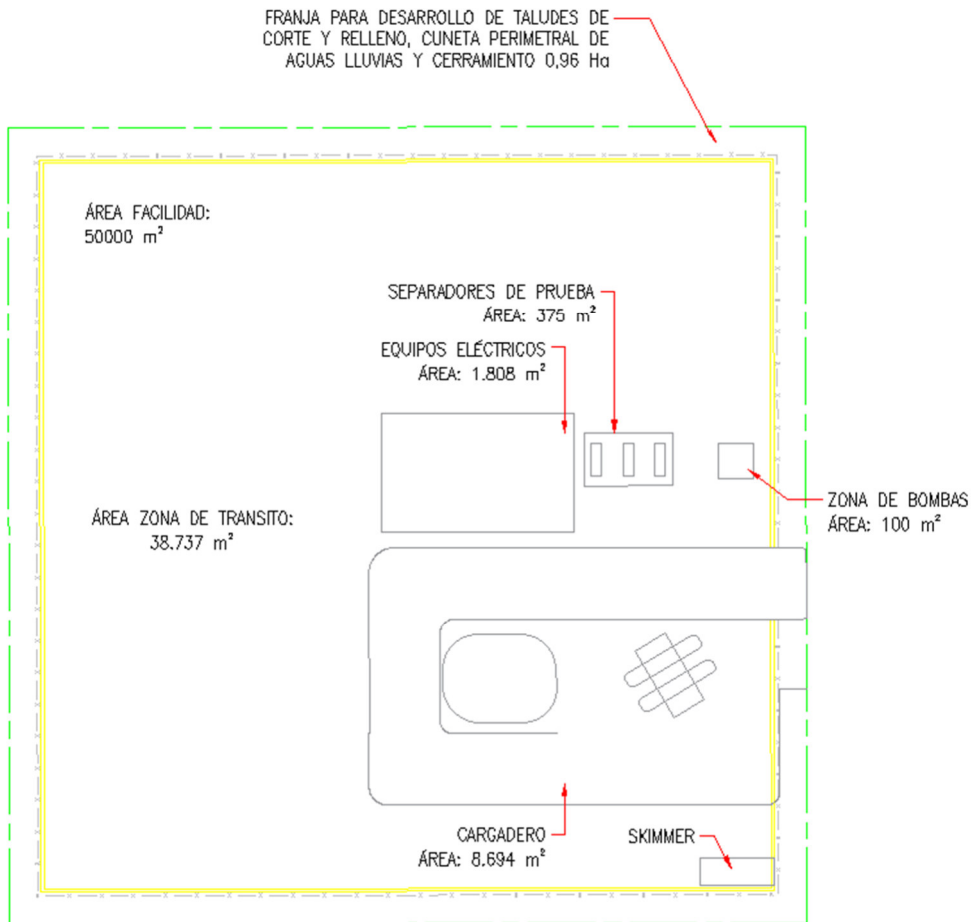 FRANJA PARA DESARROLLO DE TALUDES DE
CORTE Y RELLENO, CUNETA PERIMETRAL DE
AGUAS LLUVIAS Y CERRAMIENTO 0,96 Ha
ÁREA FACILIDAD:
50000 m²
SEPARADORES DE PRUEBA
ÁREA: 375 m²
EQUIPOS ELÉCTRICOS
ÁREA: 1.808 m²
ZONA DE BOMBAS
ÁREA: 100 m²
ÁREA ZONA DE TRANSITO:
38.737 m²
CARGADERO
ÁREA: 8.694 m²
SKIMMER